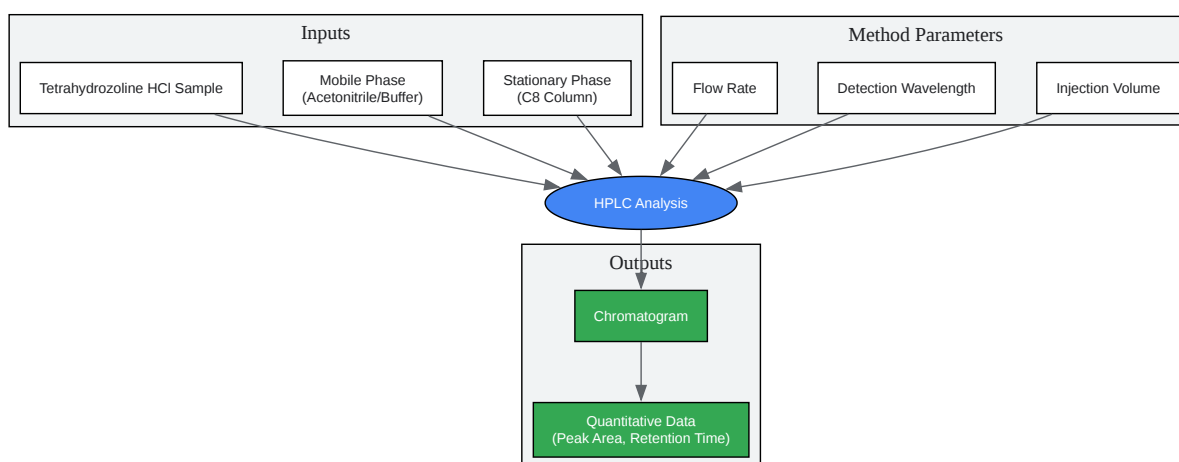 Inputs
Tetrahydrozoline HCl Sample
Mobile Phase
(Acetonitrile/Buffer)
Stationary Phase
(C8 Column)
Method Parameters
Flow Rate
Detection Wavelength
Injection Volume
HPLC Analysis
Outputs
Chromatogram
Quantitative Data
(Peak Area, Retention Time)